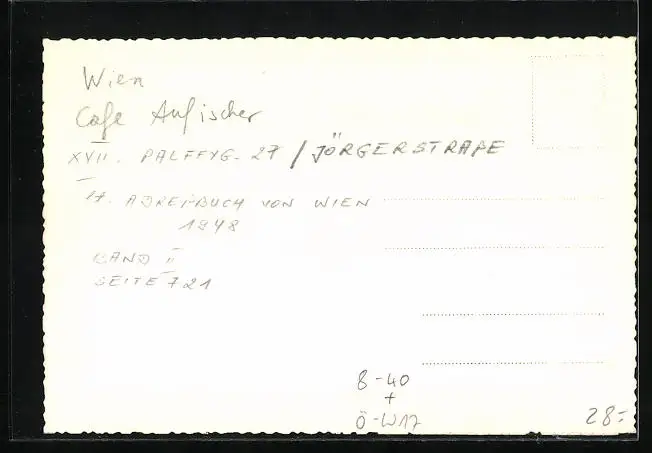 Wien
Cafe Aufischer
XVII. PALFFYG. 27 / JÖRGERSTRAßE
lt. ADREßBUCH VON WIEN
1948
BAND II
SEITE 721
8-40
+
Ö-W17
28.-